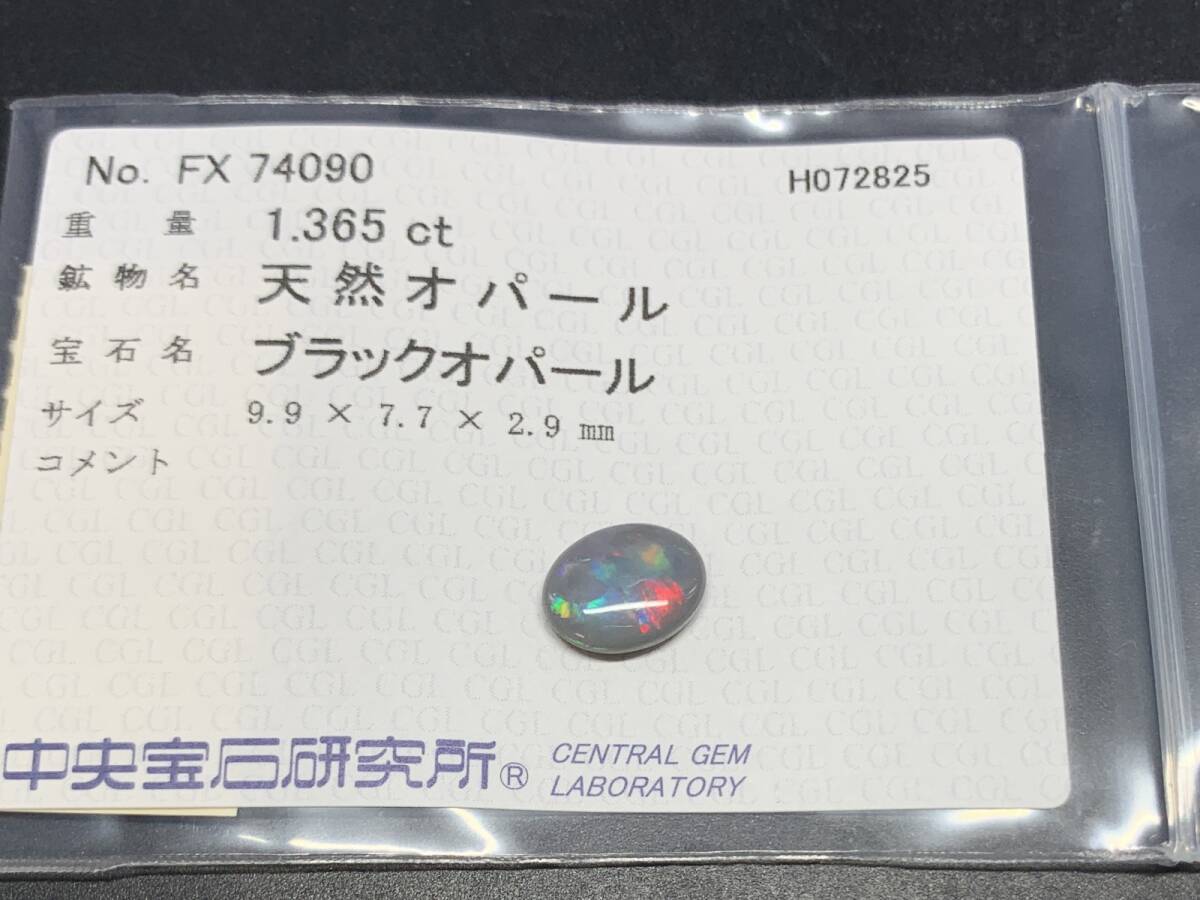 No. FX 74090 H072825
重量 1.365 ct
鉱物名 天然オパール
宝石名 ブラックオパール
サイズ 9.9 × 7.7 × 2.9 ㎜
コメント
中央宝石研究所® CENTRAL GEM
LABORATORY